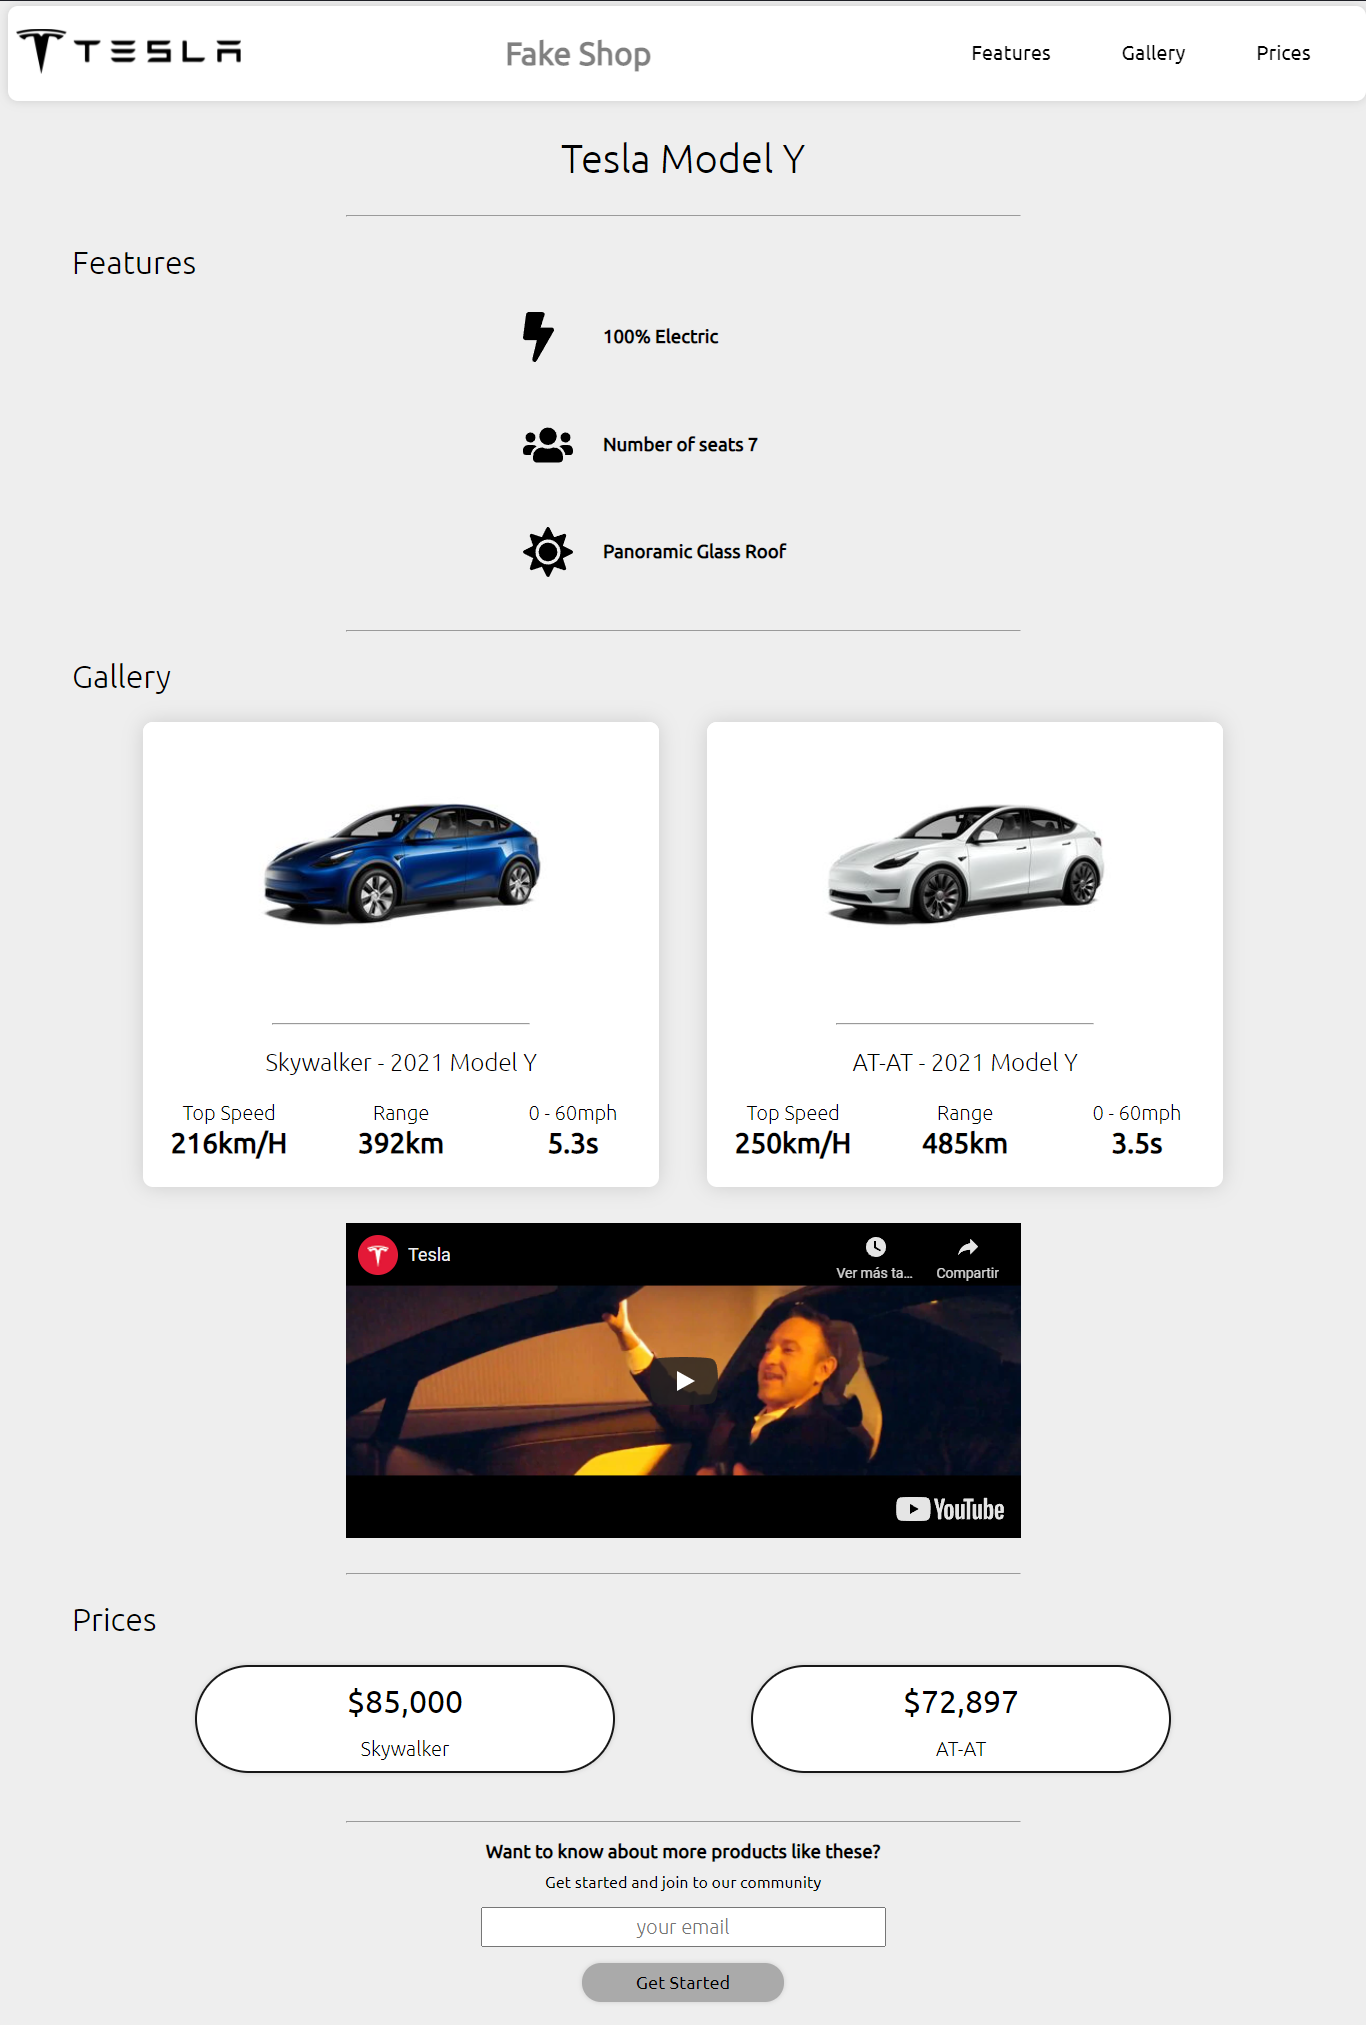 TESLA
Fake Shop
Features
Gallery
Prices
Tesla Model Y
Features
100% Electric
Number of seats 7
Panoramic Glass Roof
Gallery
Skywalker - 2021 Model Y
Top Speed
216km/H
Range
392km
0 - 60mph
5.3s
AT-AT - 2021 Model Y
Top Speed
250km/H
Range
485km
0 - 60mph
3.5s
Tesla
Ver más ta...
Compartir
YouTube
Prices
$85,000
Skywalker
$72,897
AT-AT
Want to know about more products like these?
Get started and join to our community
your email
Get Started